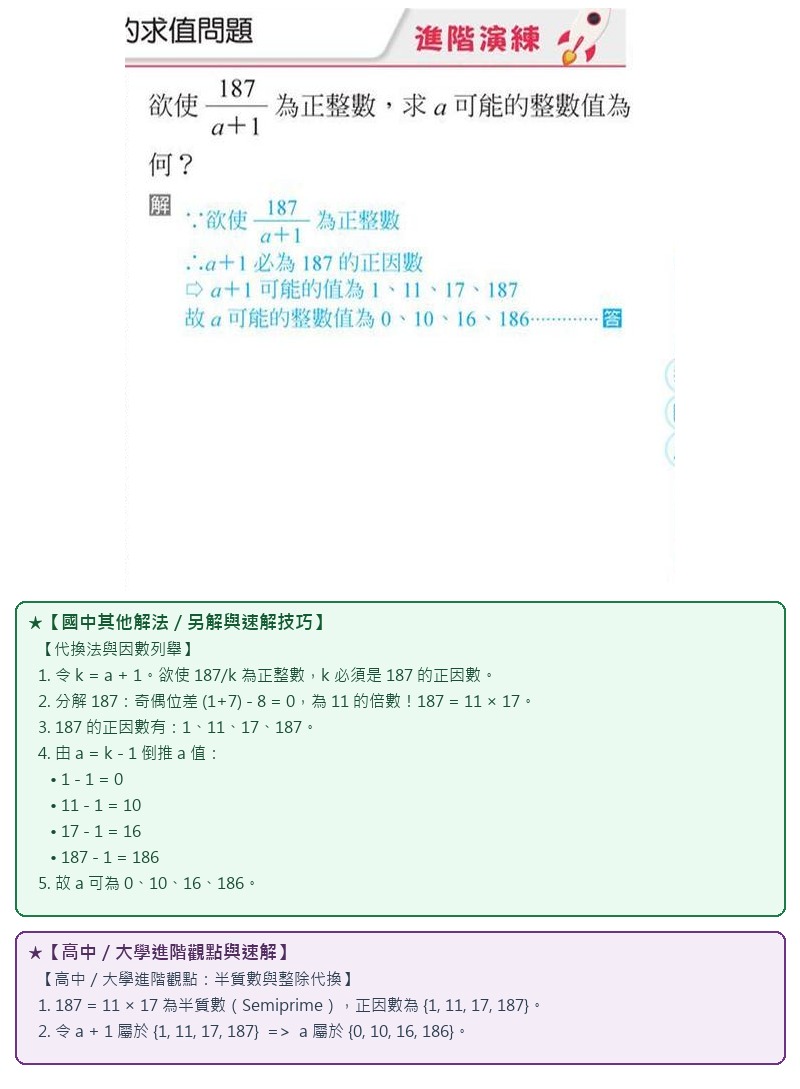 的求值問題
進階演練
欲使 187/(a+1) 為正整數，求 a 可能的整數值為
何？
解
∵欲使 187/(a+1) 為正整數
∴a+1 必為 187 的正因數
⇨ a+1 可能的值為 1、11、17、187
故 a 可能的整數值為 0、10、16、186…………答
★【國中其他解法 / 另解與速解技巧】
【代換法與因數列舉】
1. 令 k = a + 1。欲使 187/k 為正整數，k 必須是 187 的正因數。
2. 分解 187：奇偶位差 (1+7) - 8 = 0，為 11 的倍數！187 = 11 × 17。
3. 187 的正因數有：1、11、17、187。
4. 由 a = k - 1 倒推 a 值：
• 1 - 1 = 0
• 11 - 1 = 10
• 17 - 1 = 16
• 187 - 1 = 186
5. 故 a 可為 0、10、16、186。
★【高中 / 大學進階觀點與速解】
【高中 / 大學進階觀點：半質數與整除代換】
1. 187 = 11 × 17 為半質數（Semiprime），正因數為 {1, 11, 17, 187}。
2. 令 a + 1 屬於 {1, 11, 17, 187} => a 屬於 {0, 10, 16, 186}。